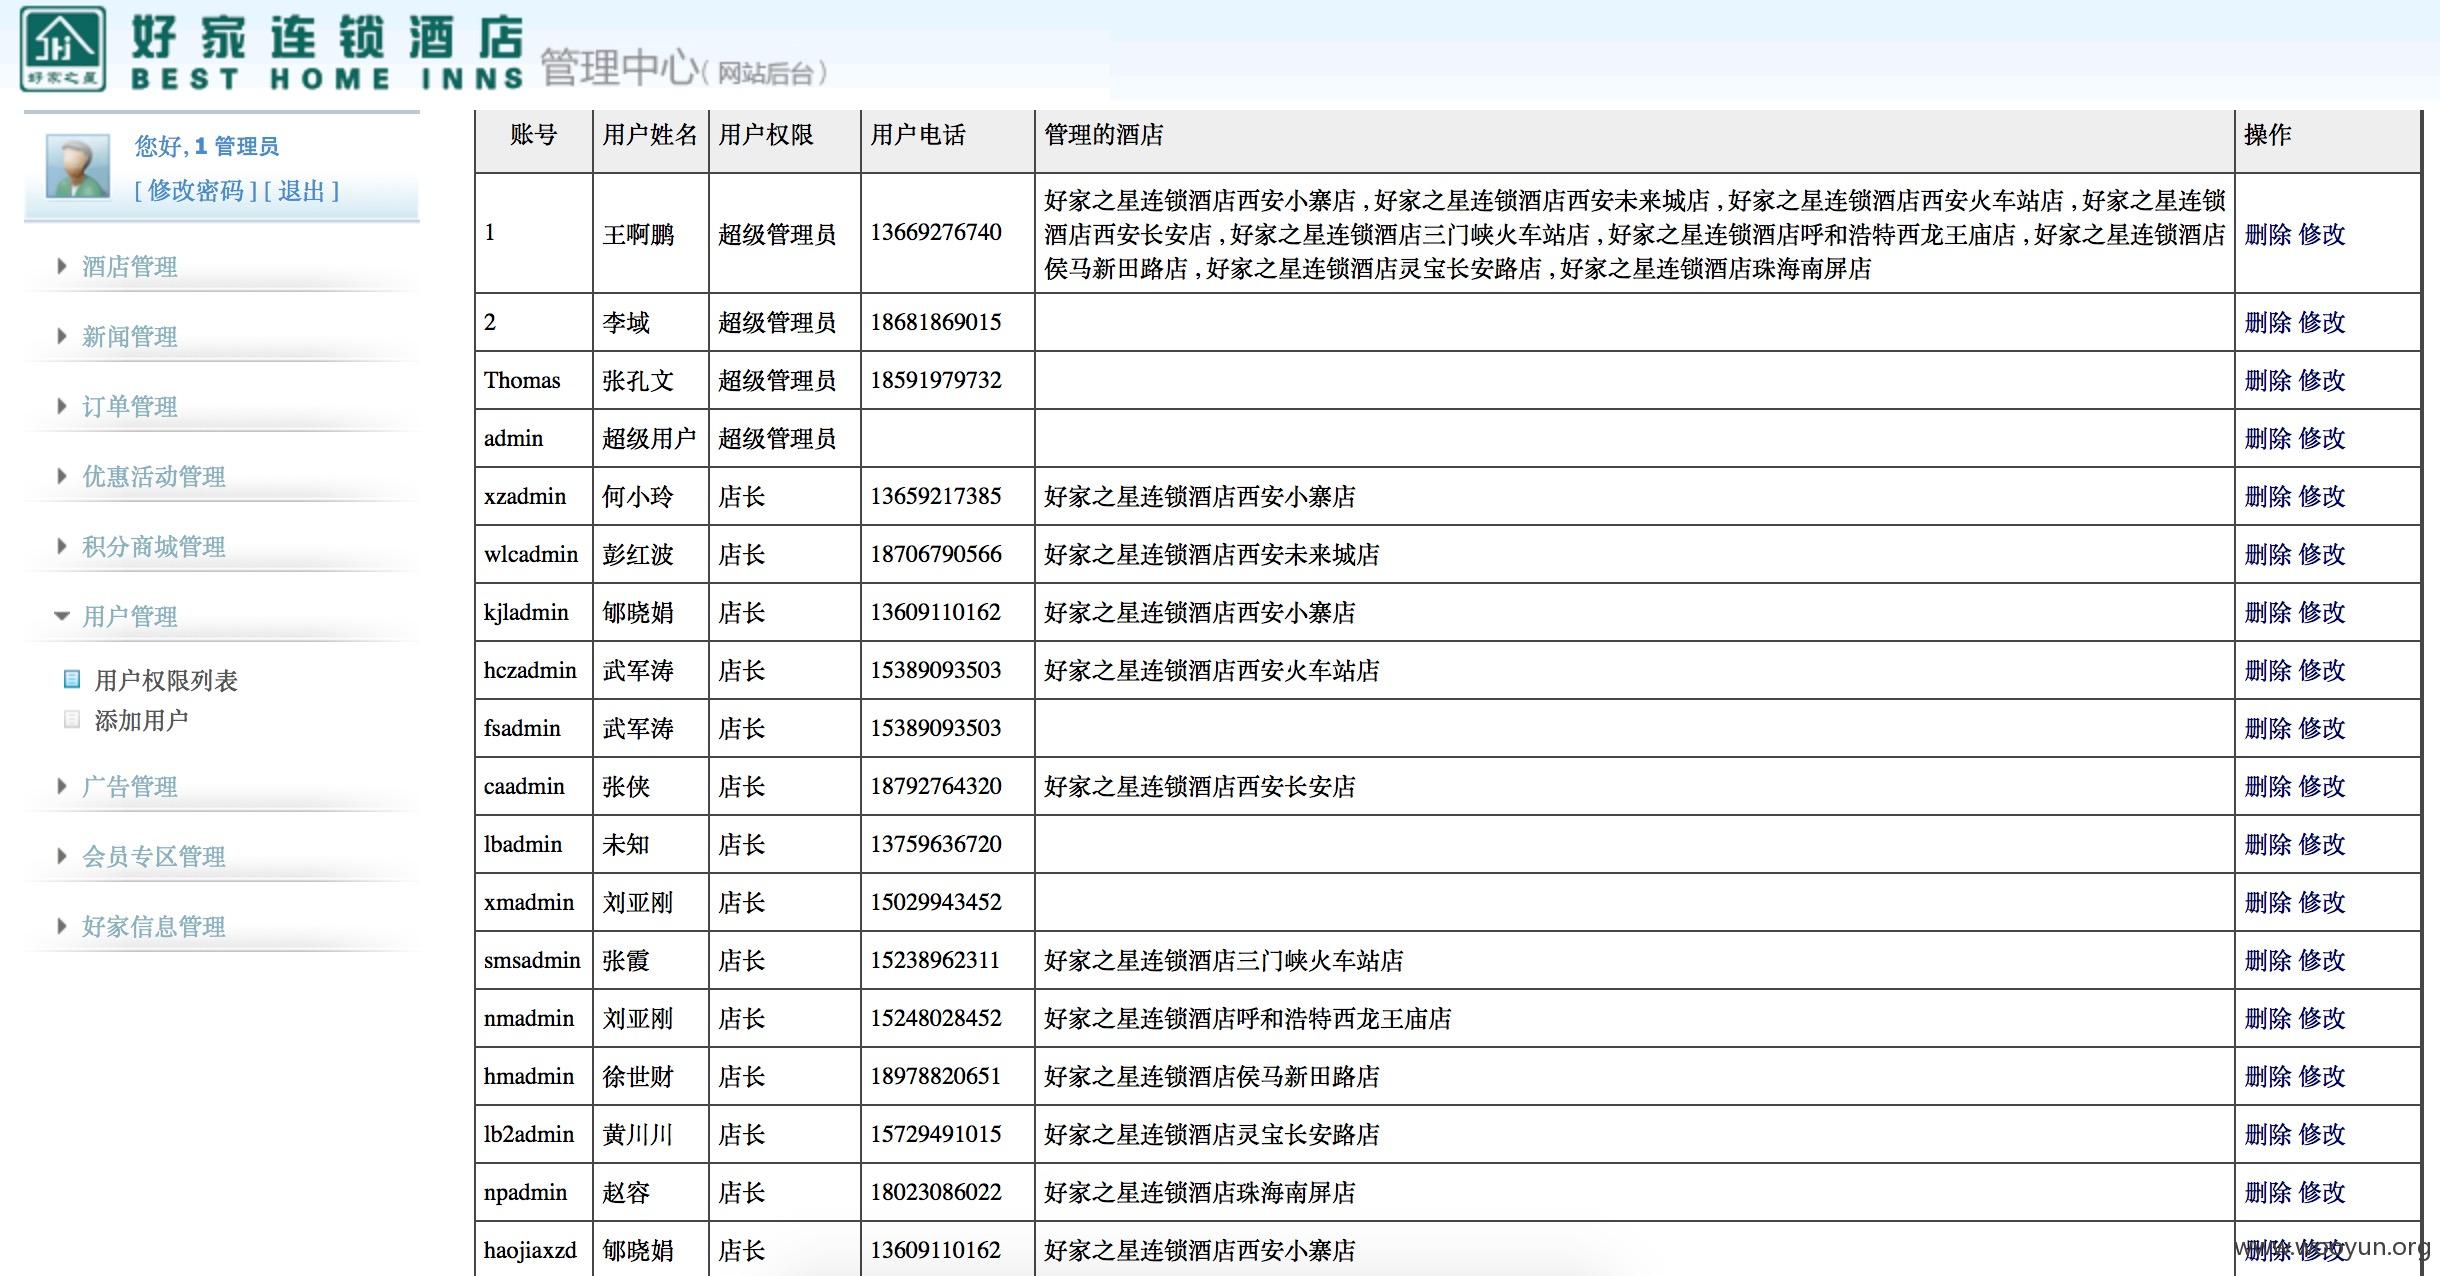 好家之星
好家连锁酒店
BEST HOME INNS
管理中心(网站后台)
您好, 1 管理员
[ 修改密码 ] [ 退出 ]
酒店管理
新闻管理
订单管理
优惠活动管理
积分商城管理
用户管理
用户权限列表
添加用户
广告管理
会员专区管理
好家信息管理
账号 用户姓名 用户权限 用户电话 管理的酒店 操作
1 王啊鹏 超级管理员 13669276740 好家之星连锁酒店西安小寨店 , 好家之星连锁酒店西安未来城店 , 好家之星连锁酒店西安火车站店 , 好家之星连锁
酒店西安长安店 , 好家之星连锁酒店三门峡火车站店 , 好家之星连锁酒店呼和浩特西龙王庙店 , 好家之星连锁酒店
侯马新田路店 , 好家之星连锁酒店灵宝长安路店 , 好家之星连锁酒店珠海南屏店 删除 修改
2 李域 超级管理员 18681869015 删除 修改
Thomas 张孔文 超级管理员 18591979732 删除 修改
admin 超级用户 超级管理员 删除 修改
xzadmin 何小玲 店长 13659217385 好家之星连锁酒店西安小寨店 删除 修改
wlcadmin 彭红波 店长 18706790566 好家之星连锁酒店西安未来城店 删除 修改
kjladmin 郇晓娟 店长 13609110162 好家之星连锁酒店西安小寨店 删除 修改
hczadmin 武军涛 店长 15389093503 好家之星连锁酒店西安火车站店 删除 修改
fsadmin 武军涛 店长 15389093503 删除 修改
caadmin 张侠 店长 18792764320 好家之星连锁酒店西安长安店 删除 修改
lbadmin 未知 店长 13759636720 删除 修改
xmadmin 刘亚刚 店长 15029943452 删除 修改
smsadmin 张霞 店长 15238962311 好家之星连锁酒店三门峡火车站店 删除 修改
nmadmin 刘亚刚 店长 15248028452 好家之星连锁酒店呼和浩特西龙王庙店 删除 修改
hmadmin 徐世财 店长 18978820651 好家之星连锁酒店侯马新田路店 删除 修改
lb2admin 黄川川 店长 15729491015 好家之星连锁酒店灵宝长安路店 删除 修改
npadmin 赵容 店长 18023086022 好家之星连锁酒店珠海南屏店 删除 修改
haojiaxzd 郇晓娟 店长 13609110162 好家之星连锁酒店西安小寨店 删除 修改
www.wooyun.org